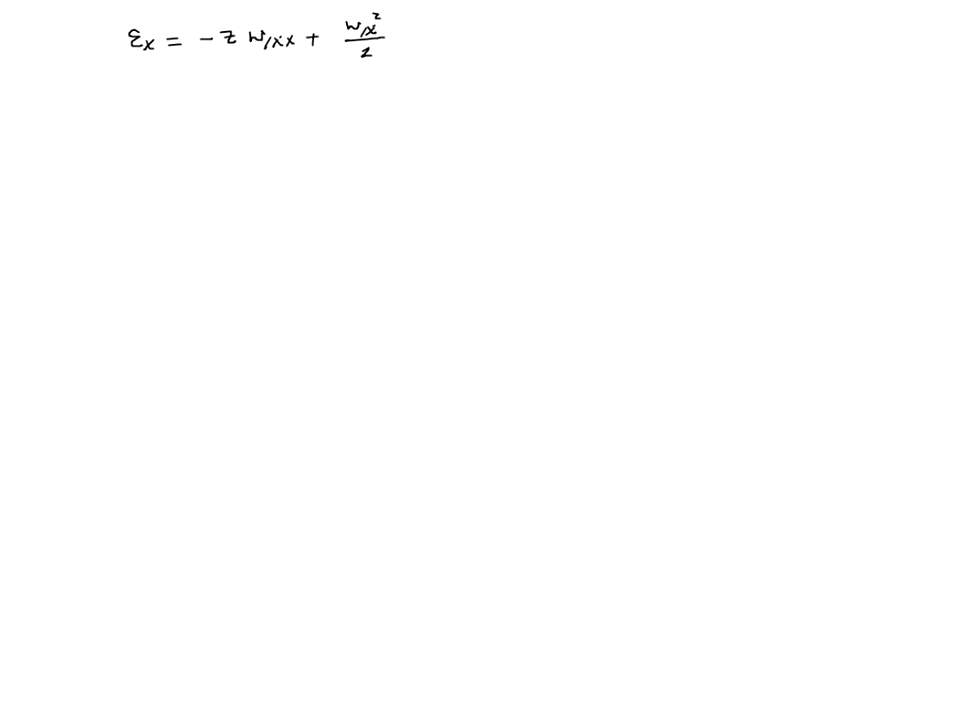 εx = - z w,xx + w,x²/2